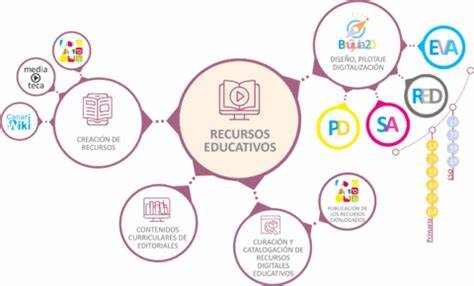 Brújula20
DISEÑO, PILOTAJE
DIGITALIZACIÓN
EVA
RED
SA
PD
media
teca
Canari
Wiki
CREACIÓN DE
RECURSOS
RECURSOS
EDUCATIVOS
CONTENIDOS
CURRICULARES DE
EDITORIALES
CURACIÓN Y
CATALOGACIÓN DE
RECURSOS
DIGITALES
EDUCATIVOS
PUBLICACIÓN DE
LOS RECURSOS
CATALOGADOS
Primaria
ESO